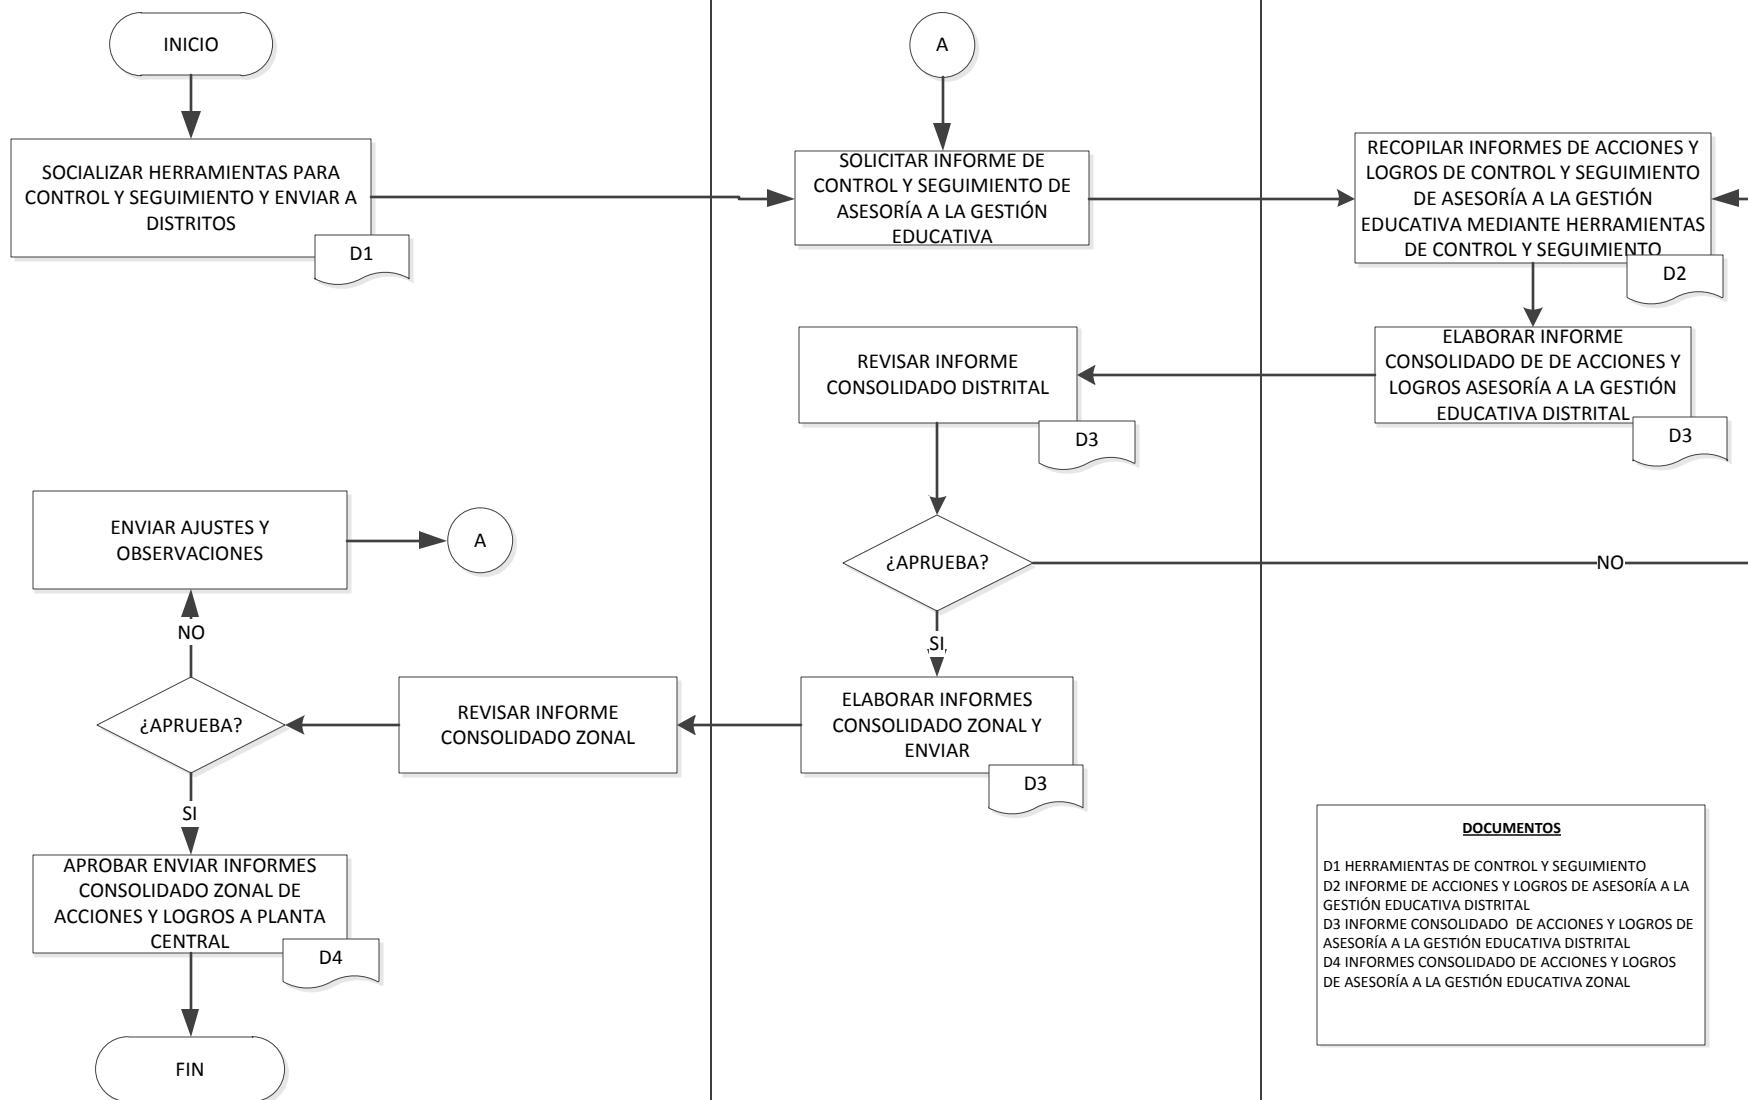 INICIO
A
SOCIALIZAR HERRAMIENTAS PARA
CONTROL Y SEGUIMIENTO Y ENVIAR A
DISTRITOS
D1
SOLICITAR INFORME DE
CONTROL Y SEGUIMIENTO DE
ASESORÍA A LA GESTIÓN
EDUCATIVA
RECOPILAR INFORMES DE ACCIONES Y
LOGROS DE CONTROL Y SEGUIMIENTO
DE ASESORÍA A LA GESTIÓN
EDUCATIVA MEDIANTE HERRAMIENTAS
DE CONTROL Y SEGUIMIENTO
D2
REVISAR INFORME
CONSOLIDADO DISTRITAL
D3
ELABORAR INFORME
CONSOLIDADO DE DE ACCIONES Y
LOGROS ASESORÍA A LA GESTIÓN
EDUCATIVA DISTRITAL
D3
ENVIAR AJUSTES Y
OBSERVACIONES
A
¿APRUEBA?
NO
NO
SI
¿APRUEBA?
REVISAR INFORME
CONSOLIDADO ZONAL
ELABORAR INFORMES
CONSOLIDADO ZONAL Y
ENVIAR
D3
SI
APROBAR ENVIAR INFORMES
CONSOLIDADO ZONAL DE
ACCIONES Y LOGROS A PLANTA
CENTRAL
D4
FIN
DOCUMENTOS
D1 HERRAMIENTAS DE CONTROL Y SEGUIMIENTO
D2 INFORME DE ACCIONES Y LOGROS DE ASESORÍA A LA
GESTIÓN EDUCATIVA DISTRITAL
D3 INFORME CONSOLIDADO  DE ACCIONES Y LOGROS DE
ASESORÍA A LA GESTIÓN EDUCATIVA DISTRITAL
D4 INFORMES CONSOLIDADO DE ACCIONES Y LOGROS
DE ASESORÍA A LA GESTIÓN EDUCATIVA ZONAL